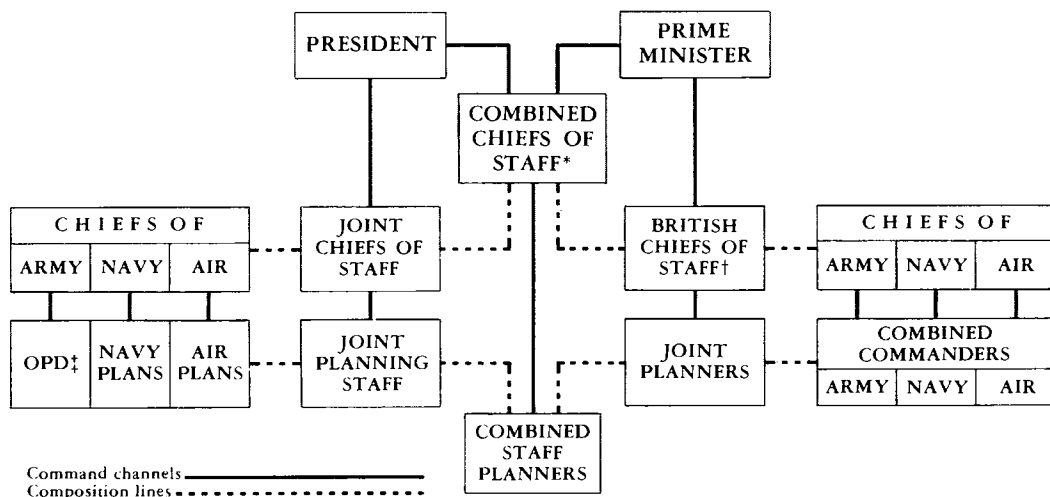 PRESIDENT
PRIME
MINISTER
COMBINED
CHIEFS OF
STAFF*
CHIEFS OF
ARMY NAVY AIR
JOINT
CHIEFS OF
STAFF
BRITISH
CHIEFS OF
STAFF†
CHIEFS OF
ARMY NAVY AIR
OPD‡
NAVY
PLANS
AIR
PLANS
JOINT
PLANNING
STAFF
JOINT
PLANNERS
COMBINED
COMMANDERS
ARMY NAVY AIR
COMBINED
STAFF
PLANNERS
Command channels
Composition lines